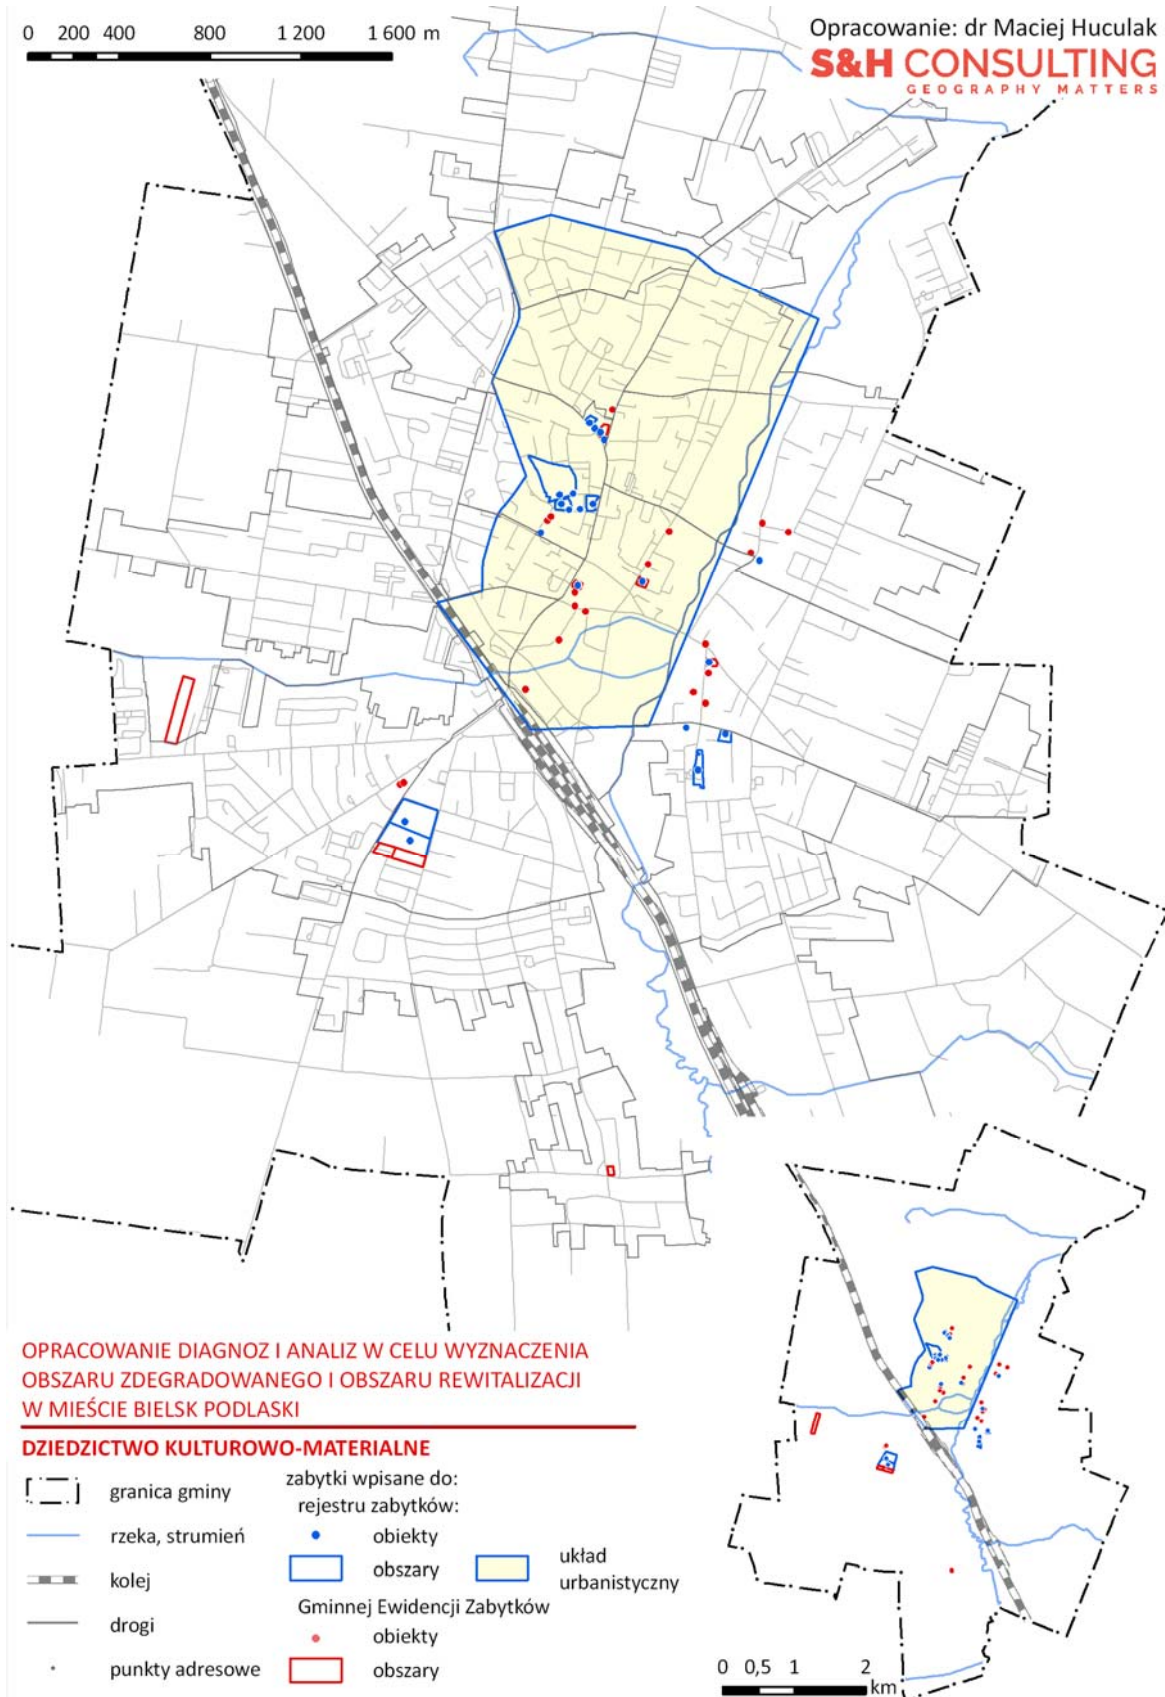 0 200 400 800 1 200 1 600 m
Opracowanie: dr Maciej Huculak
S&H CONSULTING
GEOGRAPHY MATTERS
OPRACOWANIE DIAGNOZ I ANALIZ W CELU WYZNACZENIA
OBSZARU ZDEGRADOWANEGO I OBSZARU REWITALIZACJI
W MIEŚCIE BIELSK PODLASKI
DZIEDZICTWO KULTUROWO-MATERIALNE
granica gminy
rzeka, strumień
kolej
drogi
punkty adresowe
zabytki wpisane do:
rejestru zabytków:
obiekty
obszary
układ
urbanistyczny
Gminnej Ewidencji Zabytków
obiekty
obszary
0 0,5 1 2
km